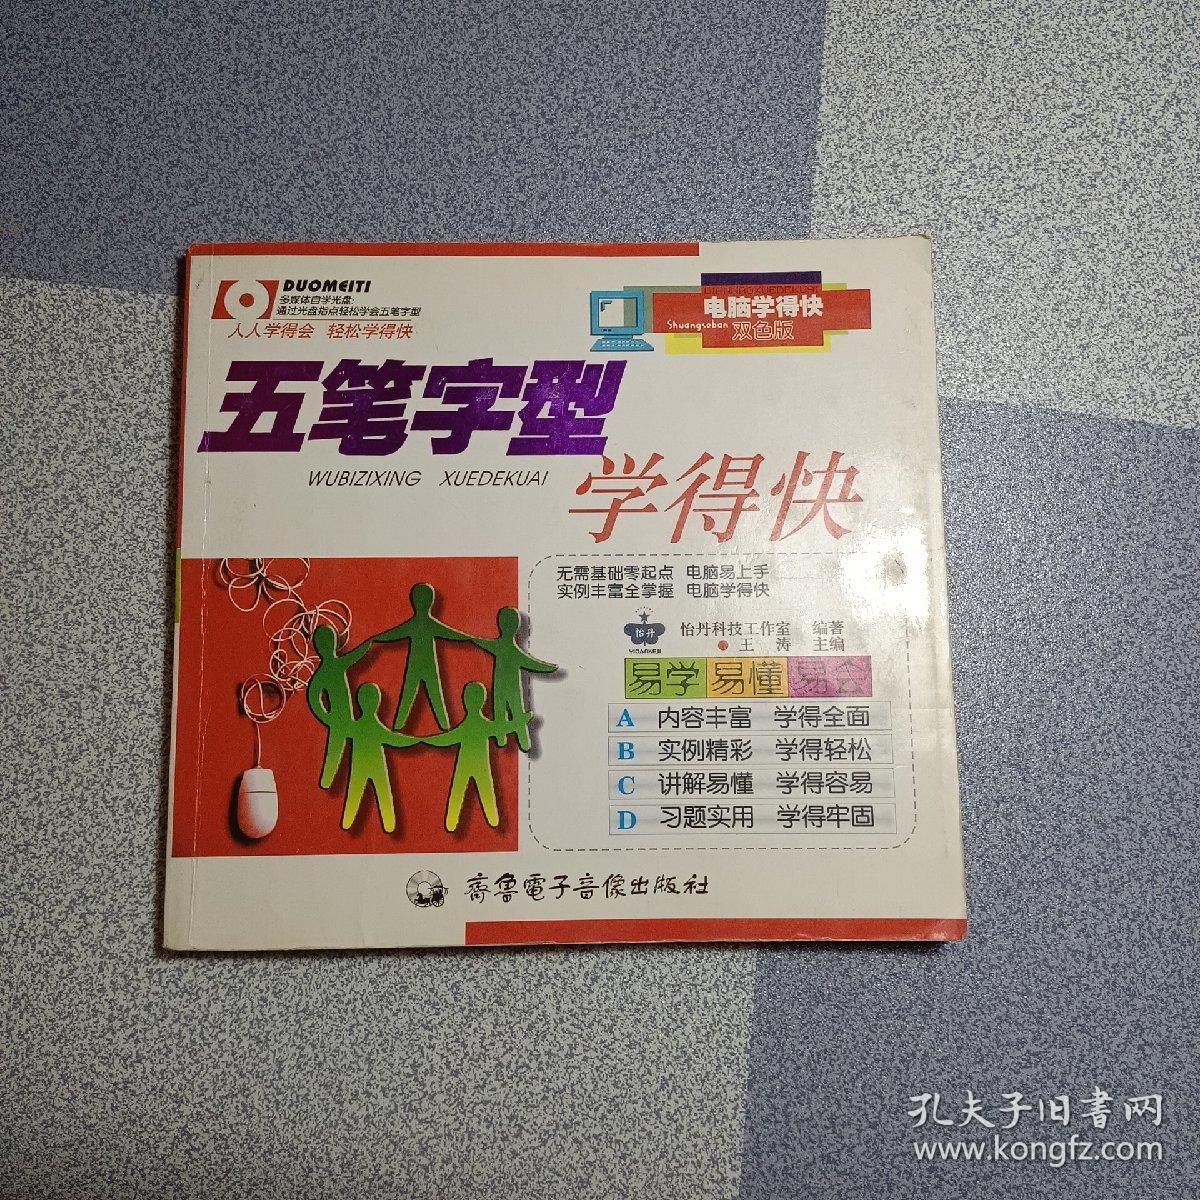 DUOMEITI
多媒体自学光盘:
通过光盘指点轻松学会五笔字型
人人学得会 轻松学得快
DIANNAOXUEDEKUAI
电脑学得快
Shuangseban 双色版
五笔字型
WUBIZIXING XUEDEKUAI
学得快
无需基础零起点 电脑易上手
实例丰富全掌握 电脑学得快
怡丹
怡丹科技工作室 编著
王 涛 主编
易学 易懂 易会
A 内容丰富 学得全面
B 实例精彩 学得轻松
C 讲解易懂 学得容易
D 习题实用 学得牢固
齐鲁電子音像出版社
孔夫子旧書网
www.kongfz.com